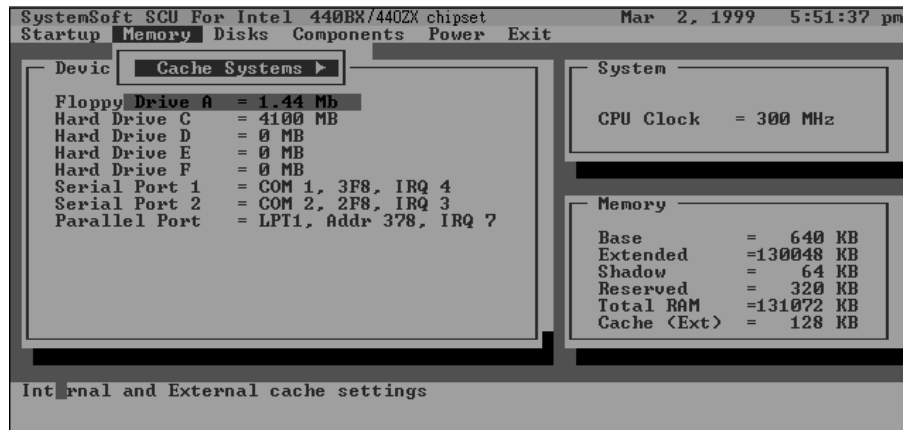 SystemSoft SCU For Intel 440BX/440ZX chipset Mar 2, 1999 5:51:37 pm
Startup Memory Disks Components Power Exit
Cache Systems ►
Devic
Floppy Drive A = 1.44 Mb
Hard Drive C = 4100 MB
Hard Drive D = 0 MB
Hard Drive E = 0 MB
Hard Drive F = 0 MB
Serial Port 1 = COM 1, 3F8, IRQ 4
Serial Port 2 = COM 2, 2F8, IRQ 3
Parallel Port = LPT1, Addr 378, IRQ 7
System
CPU Clock = 300 MHz
Memory
Base = 640 KB
Extended =130048 KB
Shadow = 64 KB
Reserved = 320 KB
Total RAM =131072 KB
Cache (Ext) = 128 KB
Int rnal and External cache settings